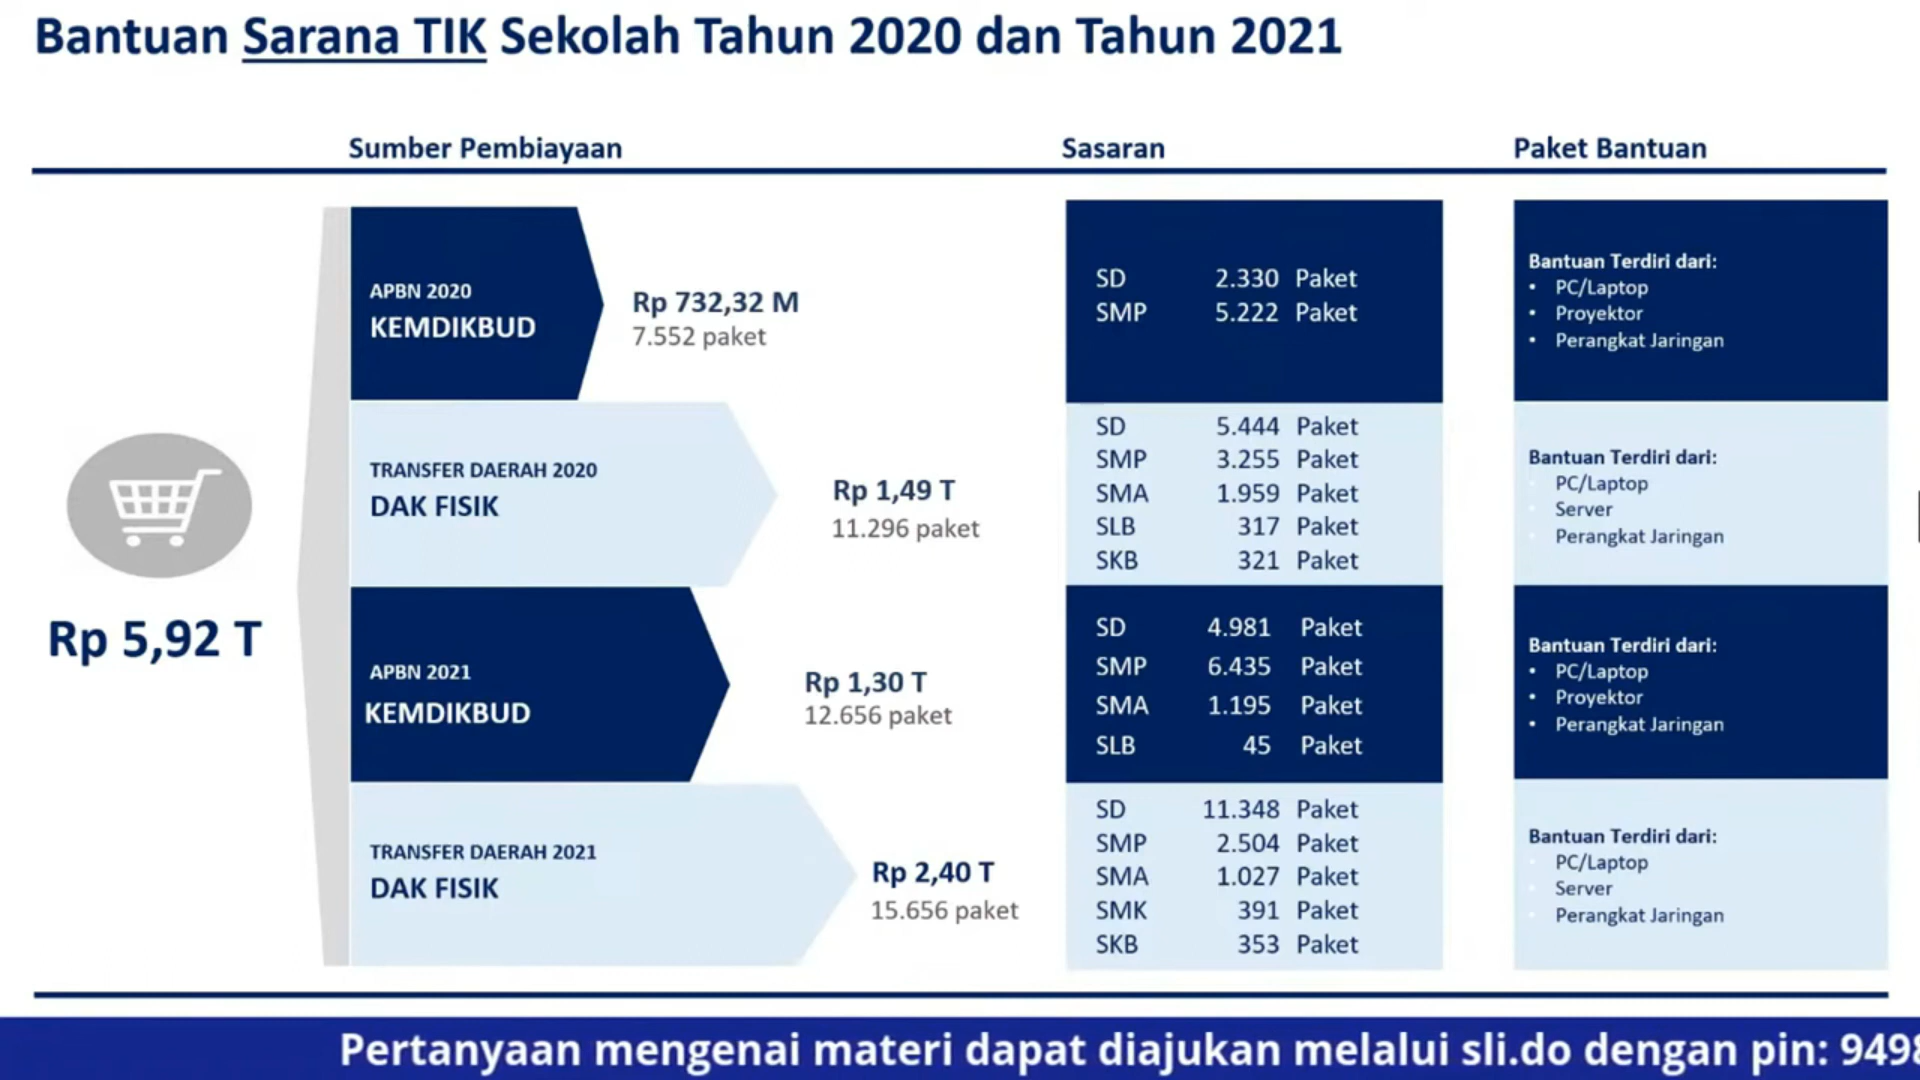 Bantuan Sarana TIK Sekolah Tahun 2020 dan Tahun 2021
Sumber Pembiayaan
Sasaran
Paket Bantuan
Rp 5,92 T
APBN 2020
KEMDIKBUD
Rp 732,32 M
7.552 paket
SD 2.330 Paket
SMP 5.222 Paket
Bantuan Terdiri dari:
• PC/Laptop
• Proyektor
• Perangkat Jaringan
TRANSFER DAERAH 2020
DAK FISIK
Rp 1,49 T
11.296 paket
SD 5.444 Paket
SMP 3.255 Paket
SMA 1.959 Paket
SLB 317 Paket
SKB 321 Paket
Bantuan Terdiri dari:
PC/Laptop
Server
Perangkat Jaringan
APBN 2021
KEMDIKBUD
Rp 1,30 T
12.656 paket
SD 4.981 Paket
SMP 6.435 Paket
SMA 1.195 Paket
SLB 45 Paket
Bantuan Terdiri dari:
• PC/Laptop
• Proyektor
• Perangkat Jaringan
TRANSFER DAERAH 2021
DAK FISIK
Rp 2,40 T
15.656 paket
SD 11.348 Paket
SMP 2.504 Paket
SMA 1.027 Paket
SMK 391 Paket
SKB 353 Paket
Bantuan Terdiri dari:
PC/Laptop
Server
Perangkat Jaringan
Pertanyaan mengenai materi dapat diajukan melalui sli.do dengan pin: 949